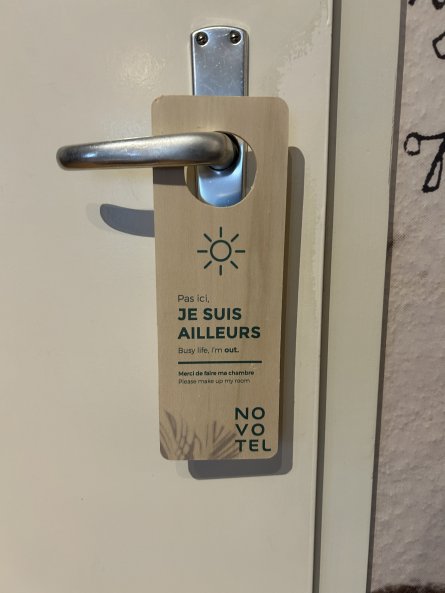 Pas ici,
JE SUIS
AILLEURS
Busy life, I'm out.
Merci de faire ma chambre
Please make up my room
NO
VO
TEL